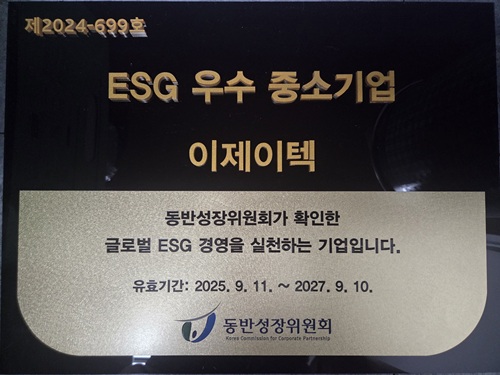 제2024-699호
ESG 우수 중소기업
이제이텍
동반성장위원회가 확인한
글로벌 ESG 경영을 실천하는 기업입니다.
유효기간: 2025. 9. 11. ~ 2027. 9. 10.
동반성장위원회
Korea Commission for Corporate Partnership